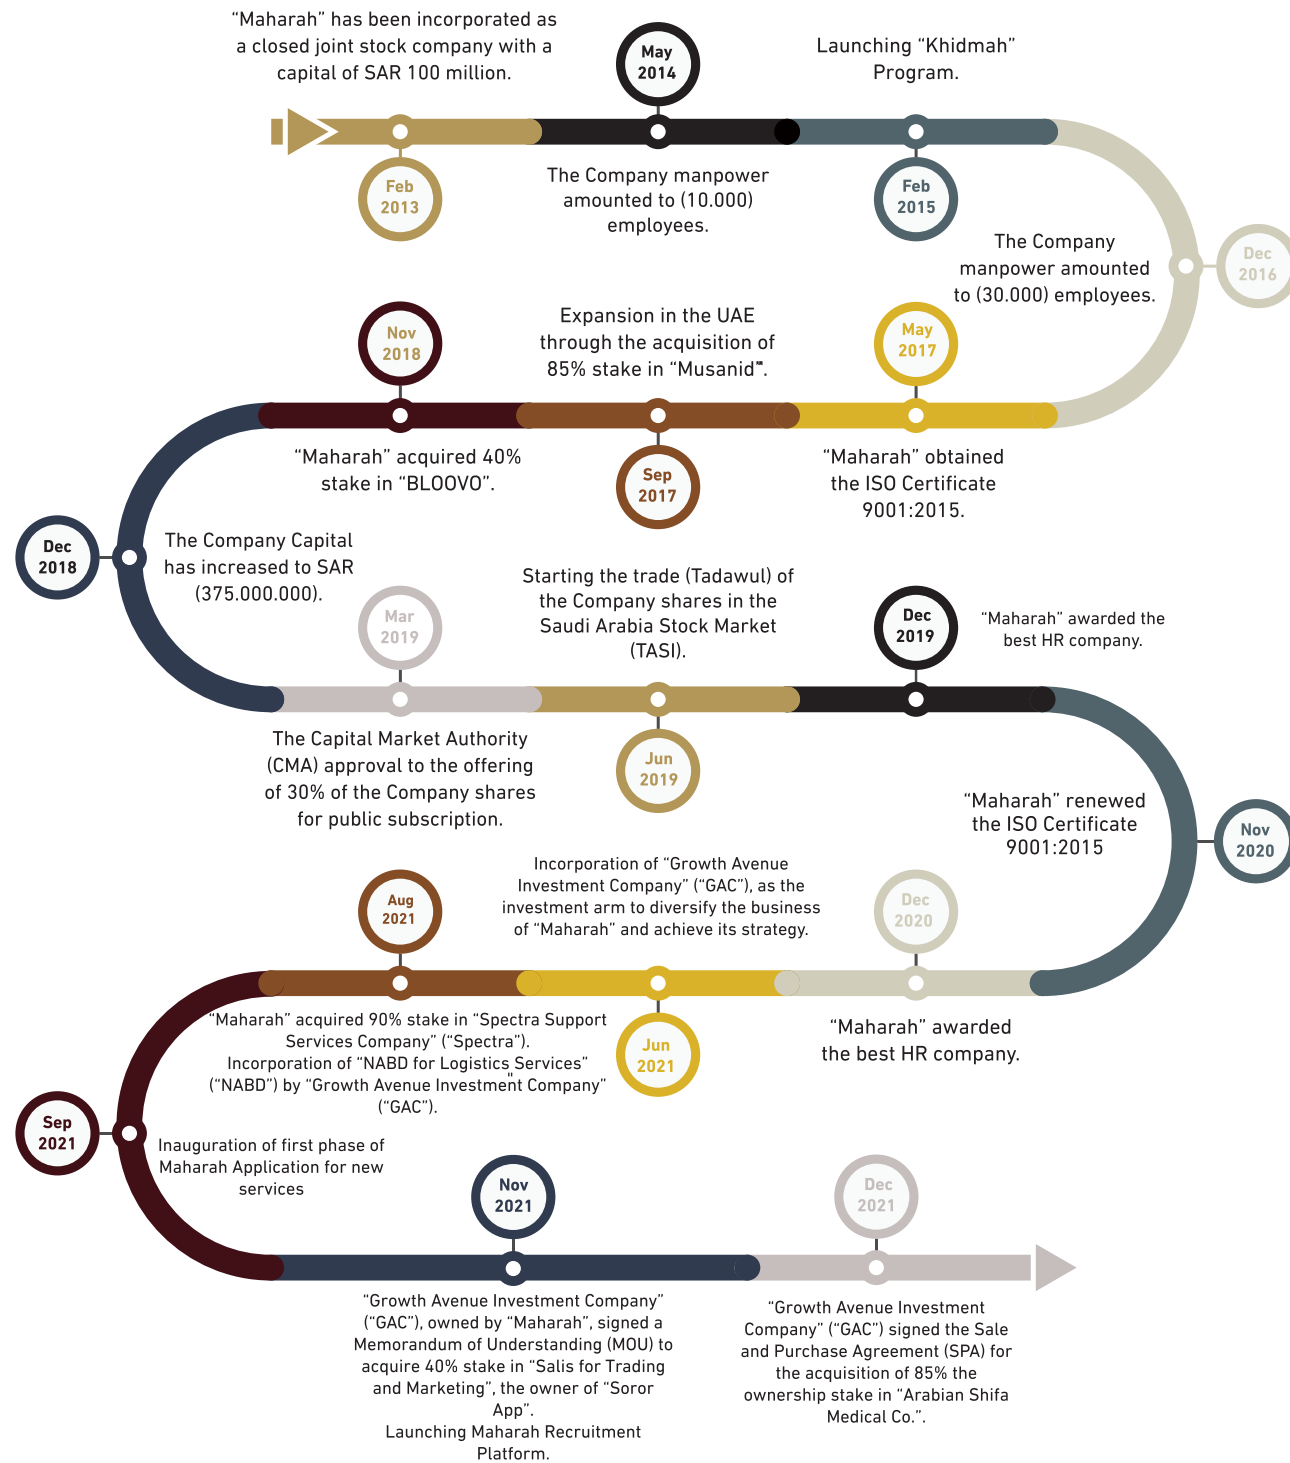 “Maharah” has been incorporated as
a closed joint stock company with a
capital of SAR 100 million.
Feb
2013
May
2014
The Company manpower
amounted to (10.000)
employees.
Launching “Khidmah”
Program.
Feb
2015
The Company
manpower amounted
to (30.000) employees.
Dec
2016
May
2017
“Maharah” obtained
the ISO Certificate
9001:2015.
Expansion in the UAE
through the acquisition of
85% stake in “Musanid”.
Sep
2017
Nov
2018
“Maharah” acquired 40%
stake in “BLOOVO”.
Dec
2018
The Company Capital
has increased to SAR
(375.000.000).
Mar
2019
The Capital Market Authority
(CMA) approval to the offering
of 30% of the Company shares
for public subscription.
Starting the trade (Tadawul) of
the Company shares in the
Saudi Arabia Stock Market
(TASI).
Jun
2019
Dec
2019
“Maharah” awarded the
best HR company.
“Maharah” renewed
the ISO Certificate
9001:2015
Nov
2020
Dec
2020
“Maharah” awarded
the best HR company.
Incorporation of “Growth Avenue
Investment Company” (“GAC”), as the
investment arm to diversify the business
of “Maharah” and achieve its strategy.
Jun
2021
Aug
2021
“Maharah” acquired 90% stake in “Spectra Support
Services Company” (“Spectra”).
Incorporation of “NABD for Logistics Services”
(“NABD”) by “Growth Avenue Investment Company”
(“GAC”).
Sep
2021
Inauguration of first phase of
Maharah Application for new
services
Nov
2021
“Growth Avenue Investment Company”
(“GAC”), owned by “Maharah”, signed a
Memorandum of Understanding (MOU) to
acquire 40% stake in “Salis for Trading
and Marketing”, the owner of “Soror
App”.
Launching Maharah Recruitment
Platform.
Dec
2021
“Growth Avenue Investment
Company” (“GAC”) signed the Sale
and Purchase Agreement (SPA) for
the acquisition of 85% the
ownership stake in “Arabian Shifa
Medical Co.”.